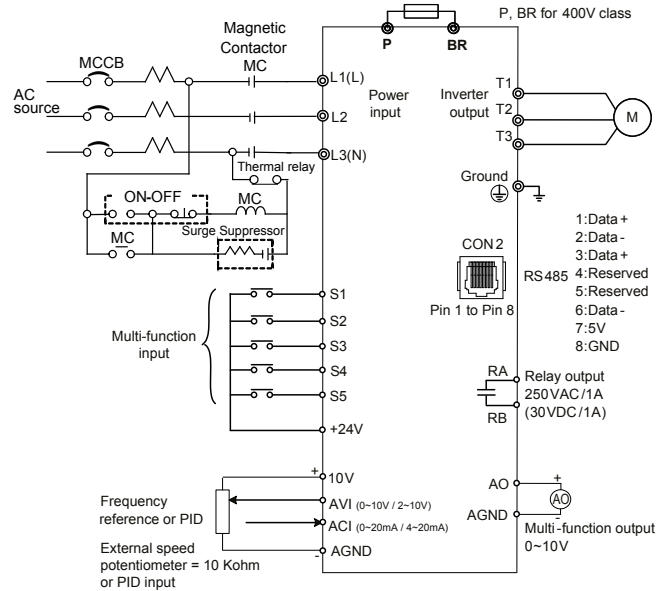 P, BR for 400V class
P
BR
Magnetic
Contactor
MC
MCCB
AC
source
L1(L)
L2
L3(N)
Power
input
Inverter
output
T1
T2
T3
M
Thermal relay
Ground
ON-OFF
MC
Surge Suppressor
MC
CON2
Pin 1 to Pin 8
RS485
1:Data+
2:Data-
3:Data+
4:Reserved
5:Reserved
6:Data-
7:5V
8:GND
Multi-function
input
S1
S2
S3
S4
S5
+24V
RA
RB
Relay output
250VAC/1A
(30VDC/1A)
+
10V
AVI (0~10V / 2~10V)
ACI (0~20mA / 4~20mA)
-
AGND
Frequency
reference or PID
External speed
potentiometer = 10 Kohm
or PID input
AO
AGND
+
AO
-
Multi-function output
0~10V